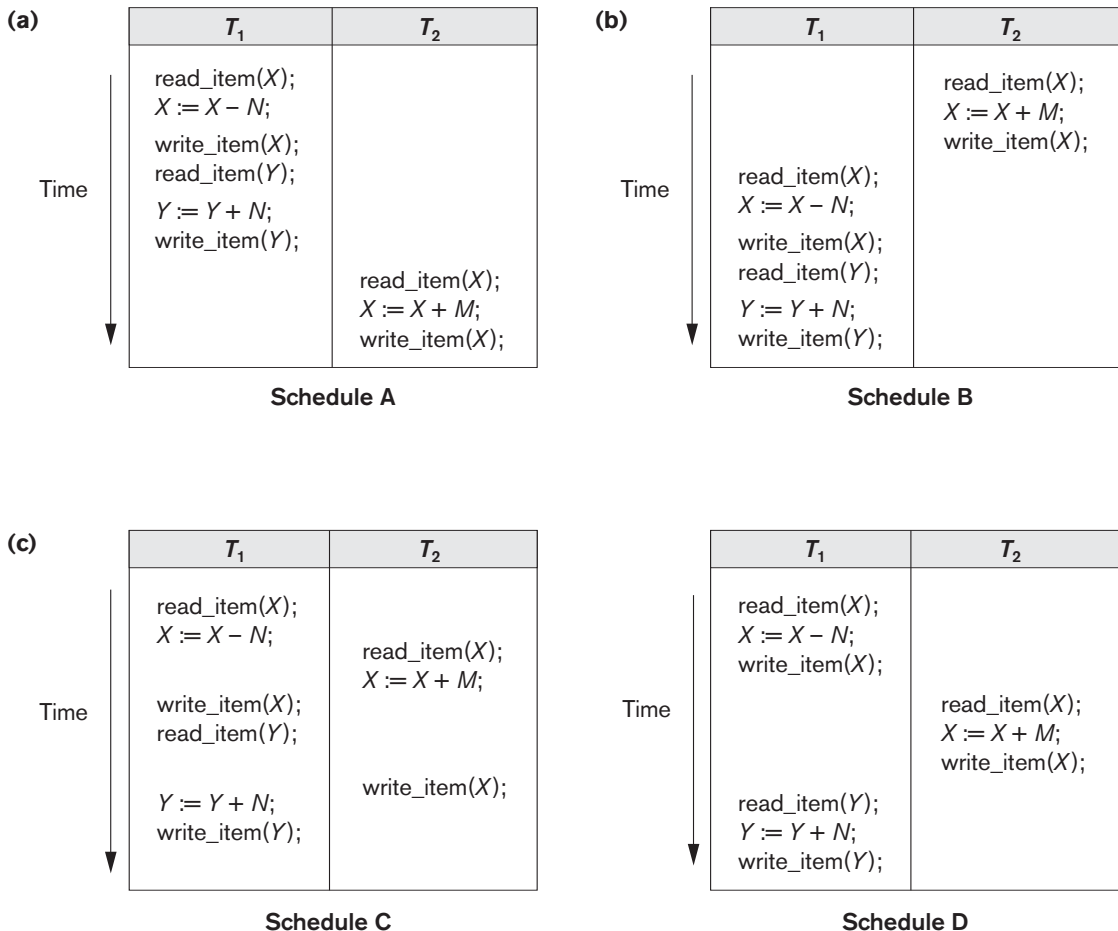 (a)
T₁ T₂
read_item(X);
X := X − N;
write_item(X);
read_item(Y);
Time
Y := Y + N;
write_item(Y);
read_item(X);
X := X + M;
write_item(X);
Schedule A
(b)
T₁ T₂
read_item(X);
X := X + M;
write_item(X);
Time
read_item(X);
X := X − N;
write_item(X);
read_item(Y);
Y := Y + N;
write_item(Y);
Schedule B
(c)
T₁ T₂
read_item(X);
X := X − N;
read_item(X);
X := X + M;
Time
write_item(X);
read_item(Y);
write_item(X);
Y := Y + N;
write_item(Y);
Schedule C
T₁ T₂
read_item(X);
X := X − N;
write_item(X);
Time
read_item(X);
X := X + M;
write_item(X);
read_item(Y);
Y := Y + N;
write_item(Y);
Schedule D